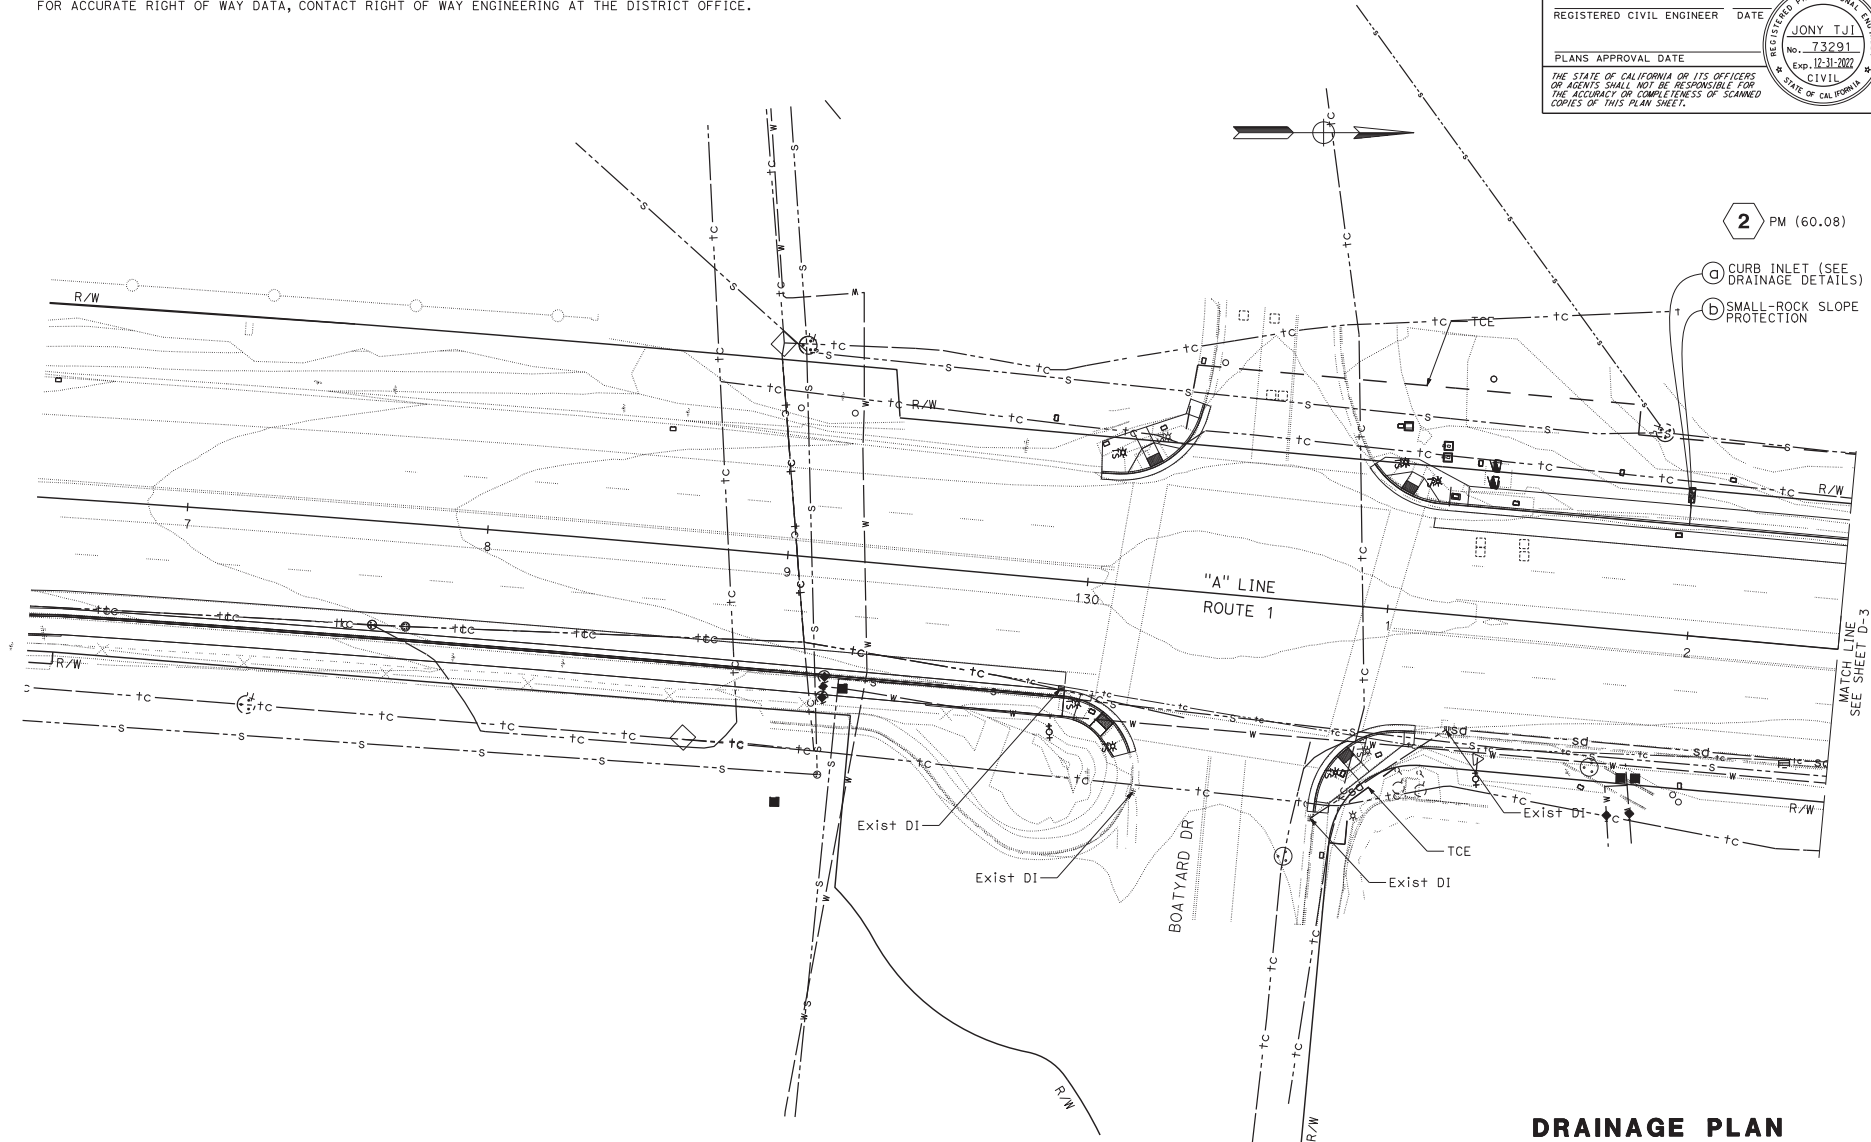 FOR ACCURATE RIGHT OF WAY DATA, CONTACT RIGHT OF WAY ENGINEERING AT THE DISTRICT OFFICE.
REGISTERED CIVIL ENGINEER DATE
PLANS APPROVAL DATE
THE STATE OF CALIFORNIA OR ITS OFFICERS
OR AGENTS SHALL NOT BE RESPONSIBLE FOR
THE ACCURACY OR COMPLETENESS OF SCANNED
COPIES OF THIS PLAN SHEET.
JONY TJI
No. 73291
Exp. 12-31-2022
CIVIL
STATE OF CALIFORNIA
2 PM (60.08)
a CURB INLET (SEE
DRAINAGE DETAILS)
b SMALL-ROCK SLOPE
PROTECTION
R/W
TCE
R/W
R/W
7
8
9
130
"A" LINE
ROUTE 1
1
2
MATCH LINE
SEE SHEET D-3
R/W
Exist DI
Exist DI
BOATYARD DR
Exist DI
TCE
Exist DI
R/W
R/W
R/W
DRAINAGE PLAN